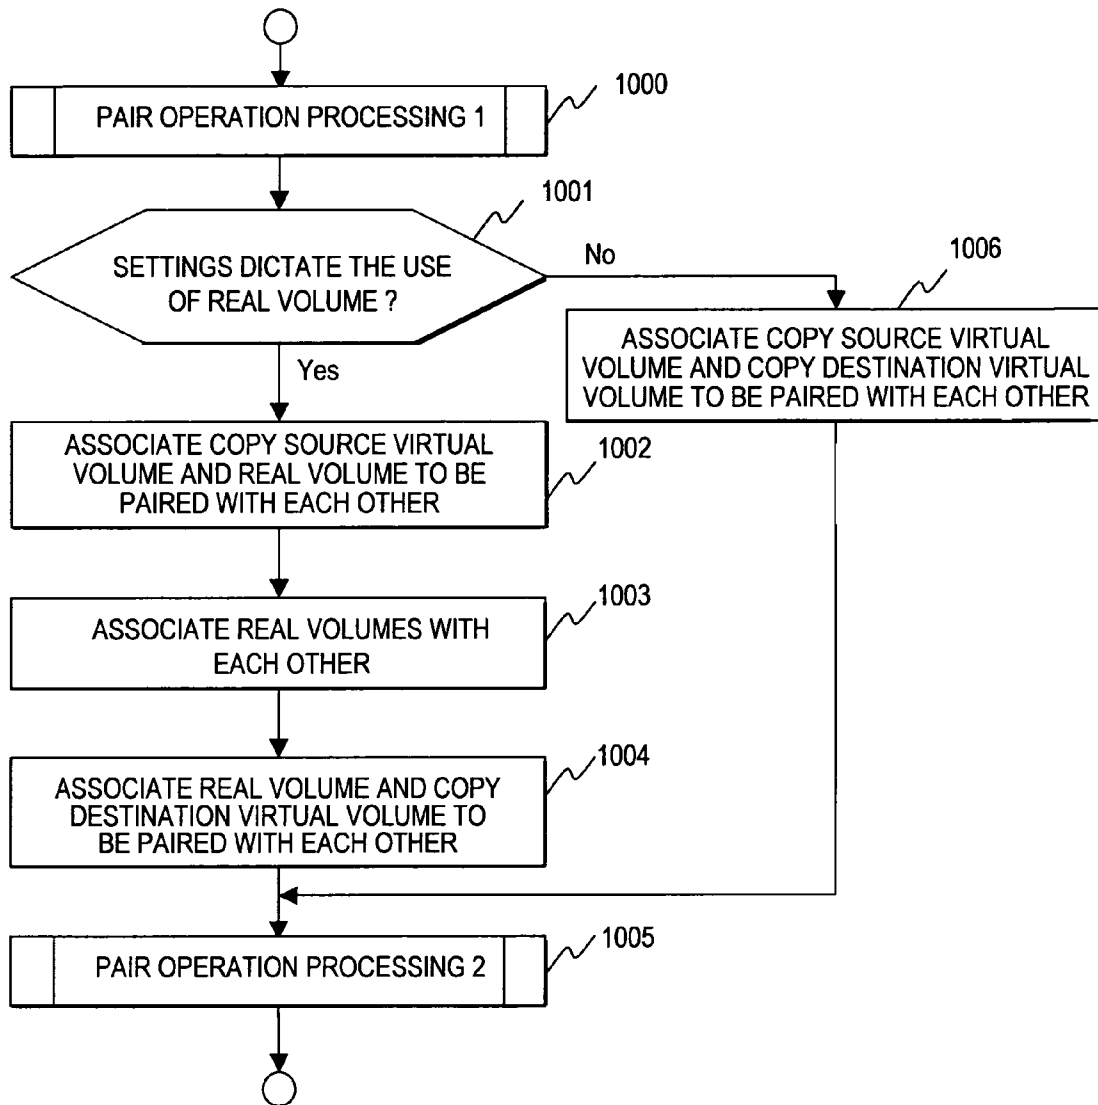 PAIR OPERATION PROCESSING 1
1000
1001
SETTINGS DICTATE THE USE
OF REAL VOLUME ?
No
Yes
1006
ASSOCIATE COPY SOURCE VIRTUAL
VOLUME AND COPY DESTINATION VIRTUAL
VOLUME TO BE PAIRED WITH EACH OTHER
ASSOCIATE COPY SOURCE VIRTUAL
VOLUME AND REAL VOLUME TO BE
PAIRED WITH EACH OTHER
1002
ASSOCIATE REAL VOLUMES WITH
EACH OTHER
1003
ASSOCIATE REAL VOLUME AND COPY
DESTINATION VIRTUAL VOLUME TO
BE PAIRED WITH EACH OTHER
1004
PAIR OPERATION PROCESSING 2
1005